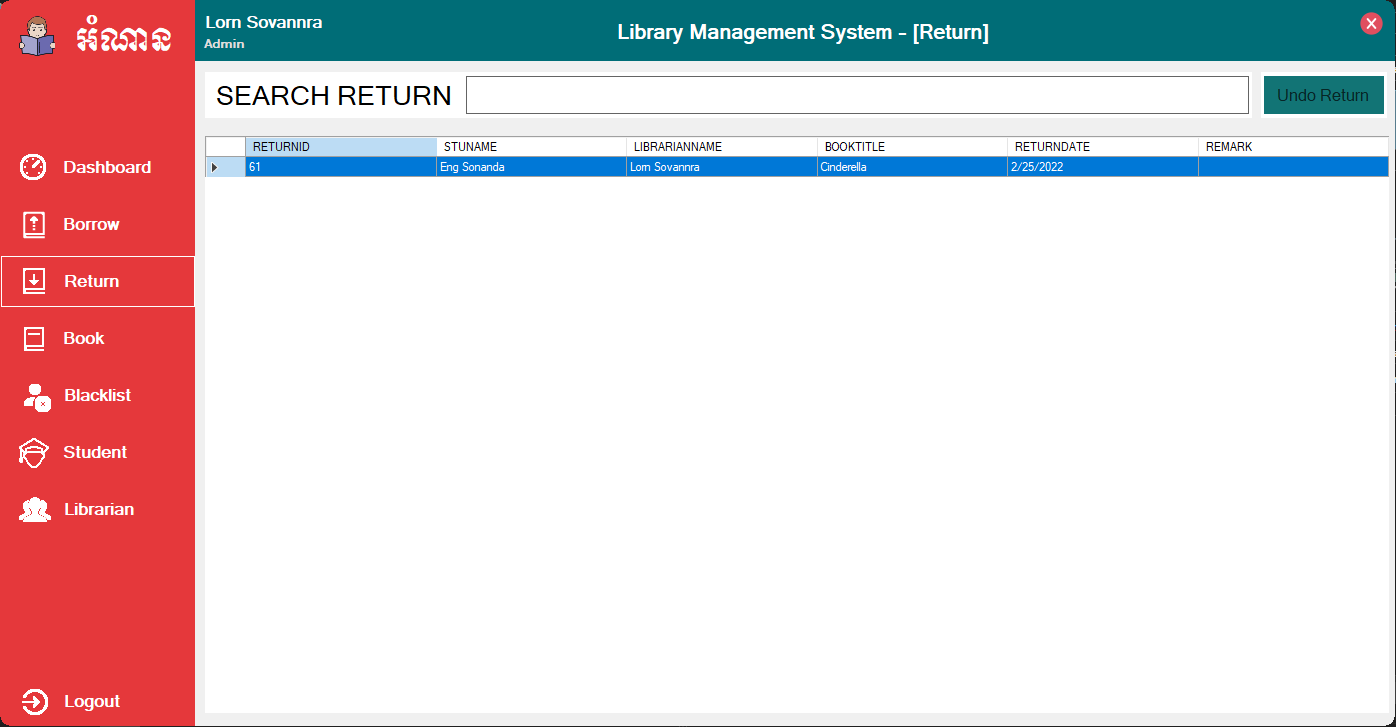 អំណាន
Lorn Sovannra
Admin
Library Management System - [Return]
SEARCH RETURN
Undo Return
Dashboard
Borrow
Return
Book
Blacklist
Student
Librarian
Logout
RETURNID STUNAME LIBRARIANNAME BOOKTITLE RETURNDATE REMARK
61 Eng Sonanda Lorn Sovannra Cinderella 2/25/2022